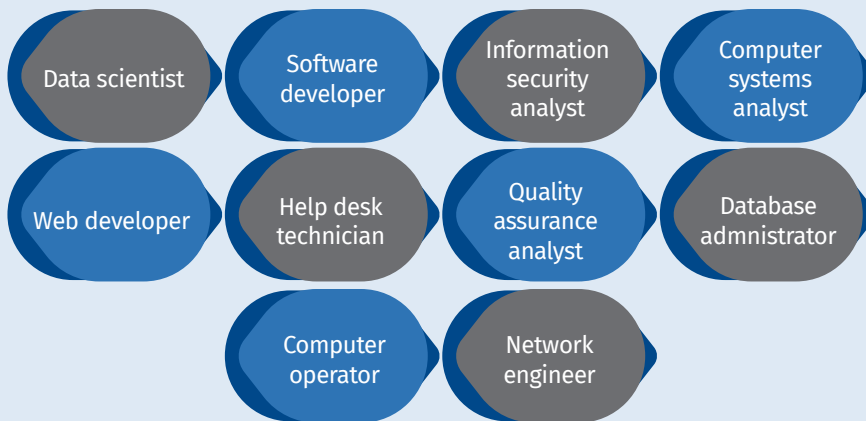 Data scientist
Software
developer
Information
security
analyst
Computer
systems
analyst
Web developer
Help desk
technician
Quality
assurance
analyst
Database
admnistrator
Computer
operator
Network
engineer